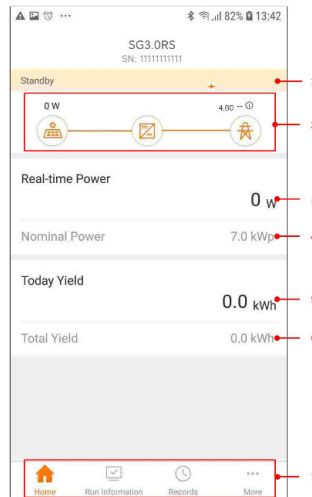 82% 13:42
SG3.0RS
SN: 11111111111
Standby
0 W 4.60 --
Real-time Power
0 W
Nominal Power 7.0 kWp
Today Yield
0.0 kWh
Total Yield 0.0 kWh
Home Run Information Records More